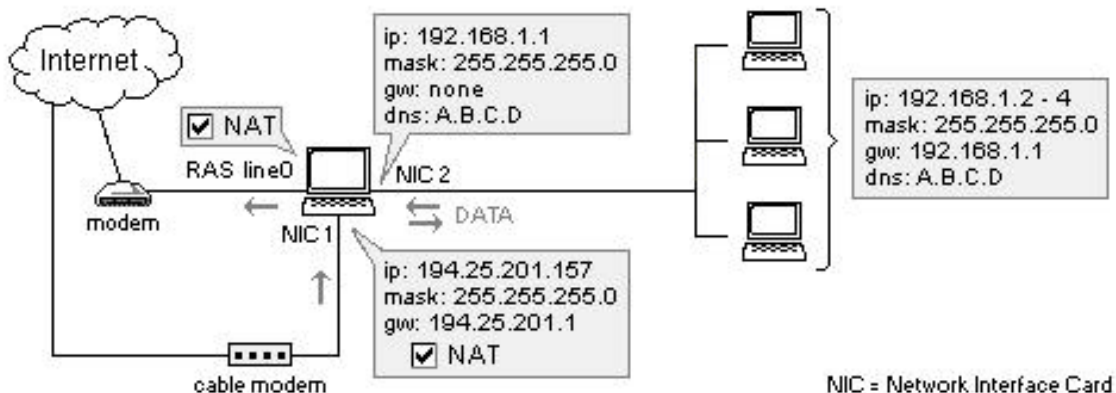 Internet
ip: 192.168.1.1
mask: 255.255.255.0
gw: none
dns: A.B.C.D
NAT
RAS line0
NIC 2
modem
DATA
NIC 1
ip: 192.168.1.2 - 4
mask: 255.255.255.0
gw: 192.168.1.1
dns: A.B.C.D
ip: 194.25.201.157
mask: 255.255.255.0
gw: 194.25.201.1
NAT
cable modem
NIC = Network Interface Card